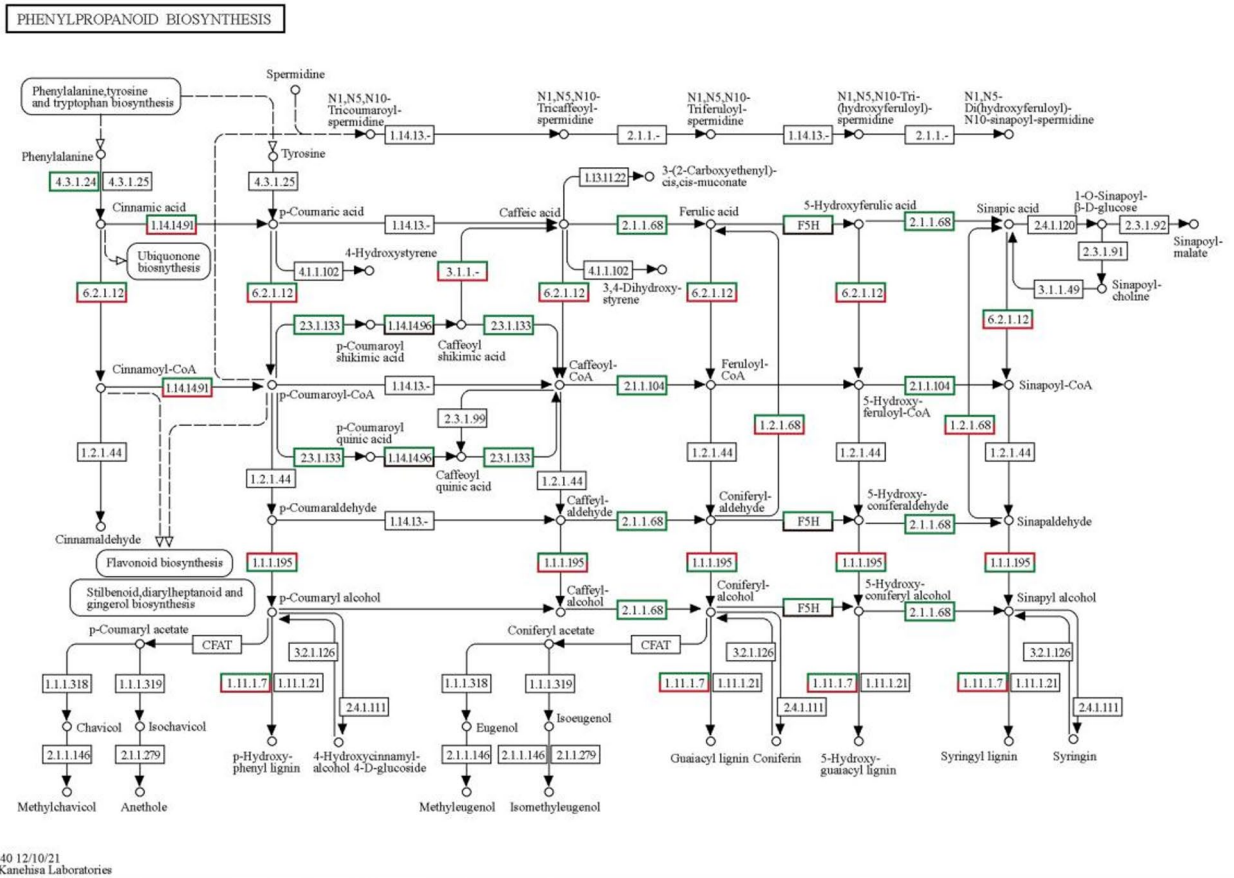 PHENYLPROPANOID BIOSYNTHESIS
Phenylalanine,tyrosine
and tryptophan biosynthesis
Spermidine
N1,N5,N10-
Tricoumaroyl-
spermidine
N1,N5,N10-
Tricaffeoyl-
spermidine
N1,N5,N10-
Triferuloyl-
spermidine
N1,N5,N10-Tri-
(hydroxyferuloyl)-
spermidine
N1,N5-
Di(hydroxyferuloyl)-
N10-sinapoyl-spermidine
1.14.13.-
2.1.1.-
1.14.13.-
2.1.1.-
Phenylalanine
Tyrosine
4.3.1.24
4.3.1.25
4.3.1.25
1.13.11.22
3-(2-Carboxyethenyl)-
cis,cis-muconate
Cinnamic acid
p-Coumaric acid
Caffeic acid
Ferulic acid
5-Hydroxyferulic acid
Sinapic acid
1-O-Sinapoyl-
β-D-glucose
1.14.14.91
1.14.13.-
2.1.1.68
F5H
2.1.1.68
2.4.1.120
2.3.1.92
Sinapoyl-
malate
Ubiquonone
biosnythesis
4-Hydroxystyrene
4.1.1.102
3.1.1.-
4.1.1.102
3,4-Dihydroxy-
styrene
2.3.1.91
3.1.1.49
Sinapoyl-
choline
6.2.1.12
6.2.1.12
6.2.1.12
6.2.1.12
6.2.1.12
6.2.1.12
2.3.1.133
1.14.14.96
2.3.1.133
p-Coumaroyl
shikimic acid
Caffeoyl
shikimic acid
Cinnamoyl-CoA
1.14.14.91
p-Coumaroyl-CoA
1.14.13.-
Caffeoyl-
CoA
2.1.1.104
Feruloyl-
CoA
5-Hydroxy-
feruloyl-CoA
2.1.1.104
Sinapoyl-CoA
2.3.1.99
p-Coumaroyl
quinic acid
2.3.1.133
1.14.14.96
2.3.1.133
Caffeoyl
quinic acid
1.2.1.68
1.2.1.68
1.2.1.44
1.2.1.44
1.2.1.44
1.2.1.44
1.2.1.44
1.2.1.44
Cinnamaldehyde
p-Coumaraldehyde
1.14.13.-
Caffeyl-
aldehyde
2.1.1.68
Coniferyl-
aldehyde
F5H
5-Hydroxy-
coniferaldehyde
2.1.1.68
Sinapaldehyde
Flavonoid biosynthesis
Stilbenoid,diarylheptanoid and
gingerol biosynthesis
1.1.1.195
1.1.1.195
1.1.1.195
1.1.1.195
1.1.1.195
p-Coumaryl alcohol
Caffeyl-
alcohol
2.1.1.68
Coniferyl-
alcohol
F5H
5-Hydroxy-
coniferyl alcohol
2.1.1.68
Sinapyl alcohol
p-Coumaryl acetate
CFAT
Coniferyl acetate
CFAT
3.2.1.126
3.2.1.126
3.2.1.126
1.1.1.318
1.1.1.319
1.11.1.7
1.11.1.21
1.1.1.318
1.1.1.319
1.11.1.7
1.11.1.21
1.11.1.7
1.11.1.21
1.11.1.7
1.11.1.21
2.4.1.111
2.4.1.111
2.4.1.111
Chavicol
Isochavicol
Eugenol
Isoeugenol
2.1.1.146
2.1.1.279
2.1.1.146
2.1.1.146
2.1.1.279
p-Hydroxy-
phenyl lignin
4-Hydroxycinnamyl-
alcohol 4-D-glucoside
Guaiacyl lignin
Coniferin
5-Hydroxy-
guaiacyl lignin
Syringyl lignin
Syringin
Methylchavicol
Anethole
Methyleugenol
Isomethyleugenol
40 12/10/21
Kanehisa Laboratories